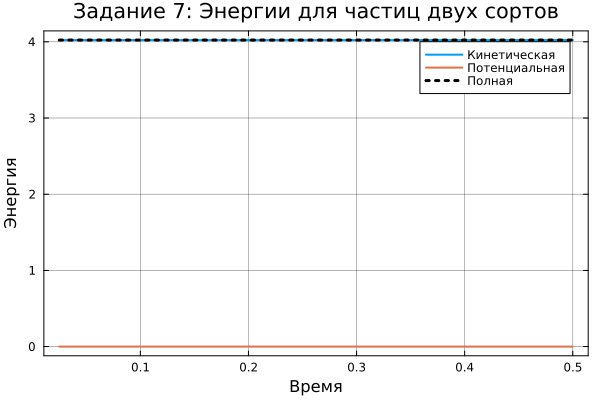 Задание 7: Энергии для частиц двух сортов
Кинетическая
Потенциальная
Полная
Энергия
4
3
2
1
0
0.1 0.2 0.3 0.4 0.5
Время